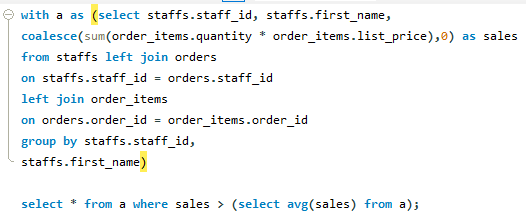 with a as (select staffs.staff_id, staffs.first_name,
coalesce(sum(order_items.quantity * order_items.list_price),0) as sales
from staffs left join orders
on staffs.staff_id = orders.staff_id
left join order_items
on orders.order_id = order_items.order_id
group by staffs.staff_id,
staffs.first_name)
select * from a where sales > (select avg(sales) from a);